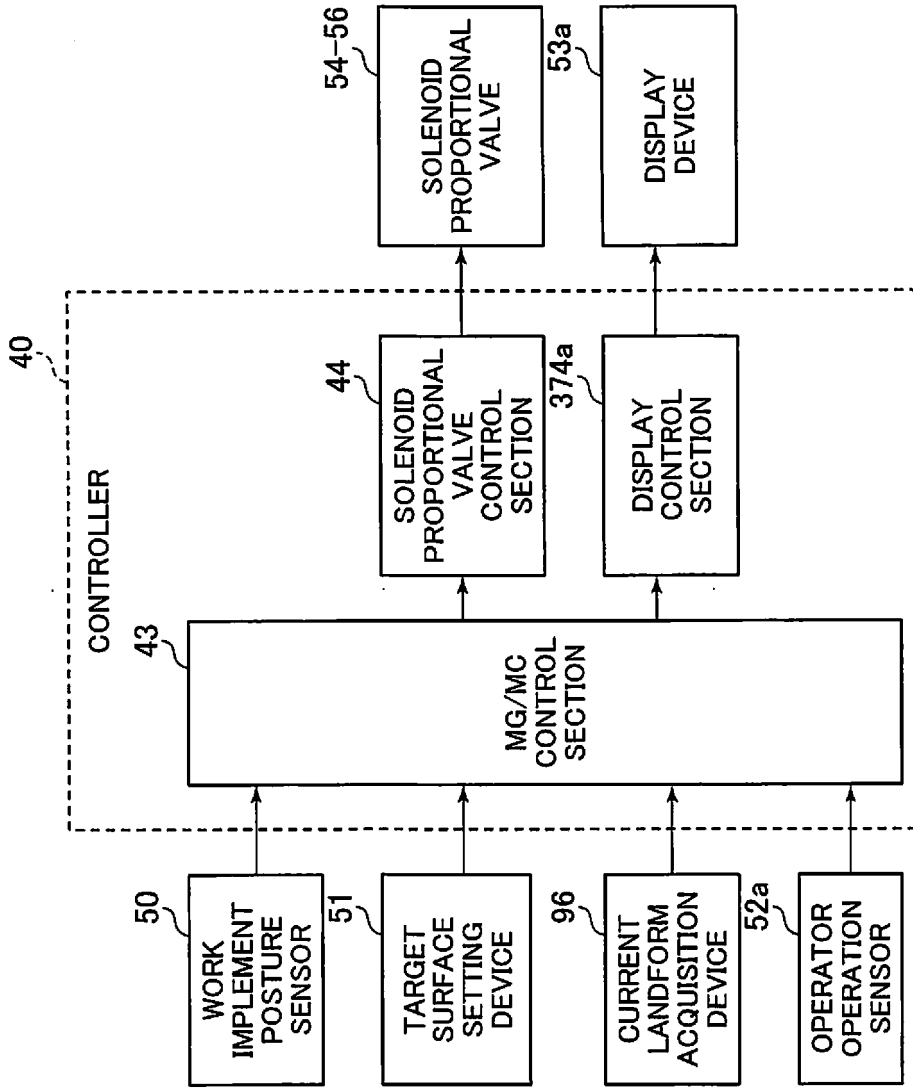 40
CONTROLLER
50
WORK
IMPLEMENT
POSTURE
SENSOR
51
TARGET
SURFACE
SETTING
DEVICE
96
CURRENT
LANDFORM
ACQUISITION
DEVICE
52a
OPERATOR
OPERATION
SENSOR
43
MG/MC
CONTROL
SECTION
44
SOLENOID
PROPORTIONAL
VALVE
CONTROL
SECTION
374a
DISPLAY
CONTROL
SECTION
54-56
SOLENOID
PROPORTIONAL
VALVE
53a
DISPLAY
DEVICE